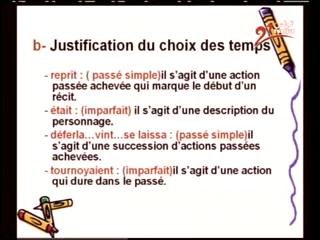 b- Justification du choix des temps
- reprit : ( passé simple)il s'agit d'une action
passée achevée qui marque le début d'un
récit.
- était : (imparfait) il s'agit d'une description du
personnage.
- déferla…vint…se laissa : (passé simple)il
s'agit d'une succession d'actions passées
achevées.
- tournoyaient : (imparfait)il s'agit d'une action
qui dure dans le passé.